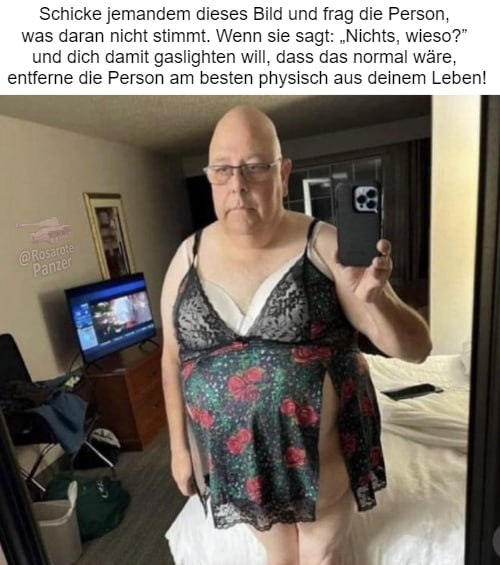 Schicke jemandem dieses Bild und frag die Person,
was daran nicht stimmt. Wenn sie sagt: „Nichts, wieso?”
und dich damit gaslighten will, dass das normal wäre,
entferne die Person am besten physisch aus deinem Leben!
@Rosarote
Panzer